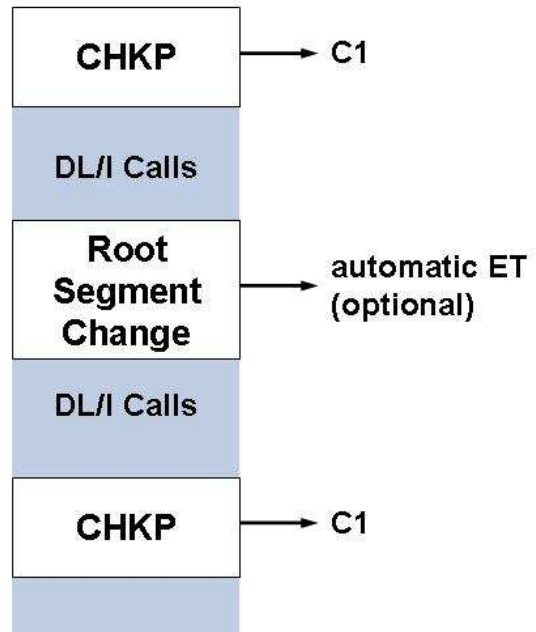 CHKP
C1
DL/I Calls
Root
Segment
Change
automatic ET
(optional)
DL/I Calls
CHKP
C1